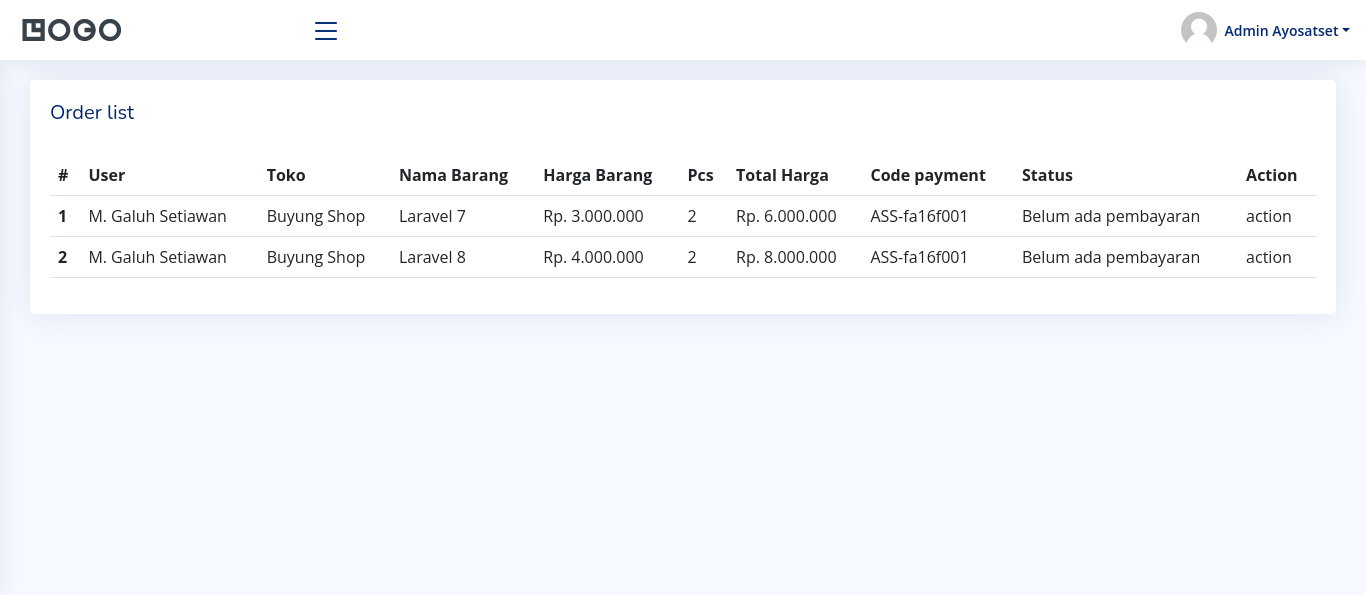 LOGO
Admin Ayosatset
Order list
# User Toko Nama Barang Harga Barang Pcs Total Harga Code payment Status Action
1 M. Galuh Setiawan Buyung Shop Laravel 7 Rp. 3.000.000 2 Rp. 6.000.000 ASS-fa16f001 Belum ada pembayaran action
2 M. Galuh Setiawan Buyung Shop Laravel 8 Rp. 4.000.000 2 Rp. 8.000.000 ASS-fa16f001 Belum ada pembayaran action